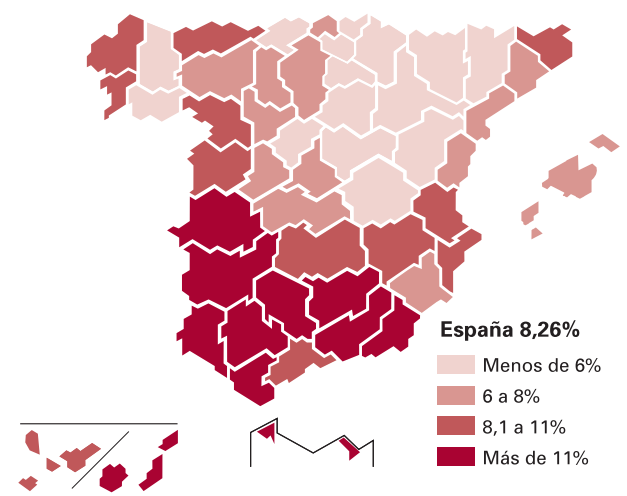 España 8,26%
Menos de 6%
6 a 8%
8,1 a 11%
Más de 11%